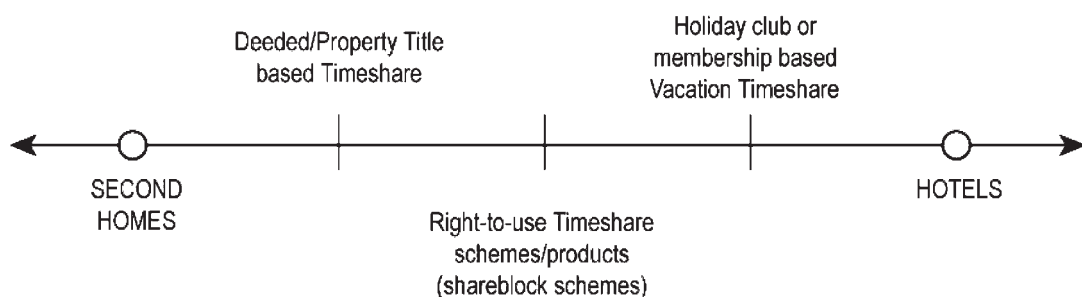 Deeded/Property Title
based Timeshare
Holiday club or
membership based
Vacation Timeshare
SECOND
HOMES
HOTELS
Right-to-use Timeshare
schemes/products
(shareblock schemes)